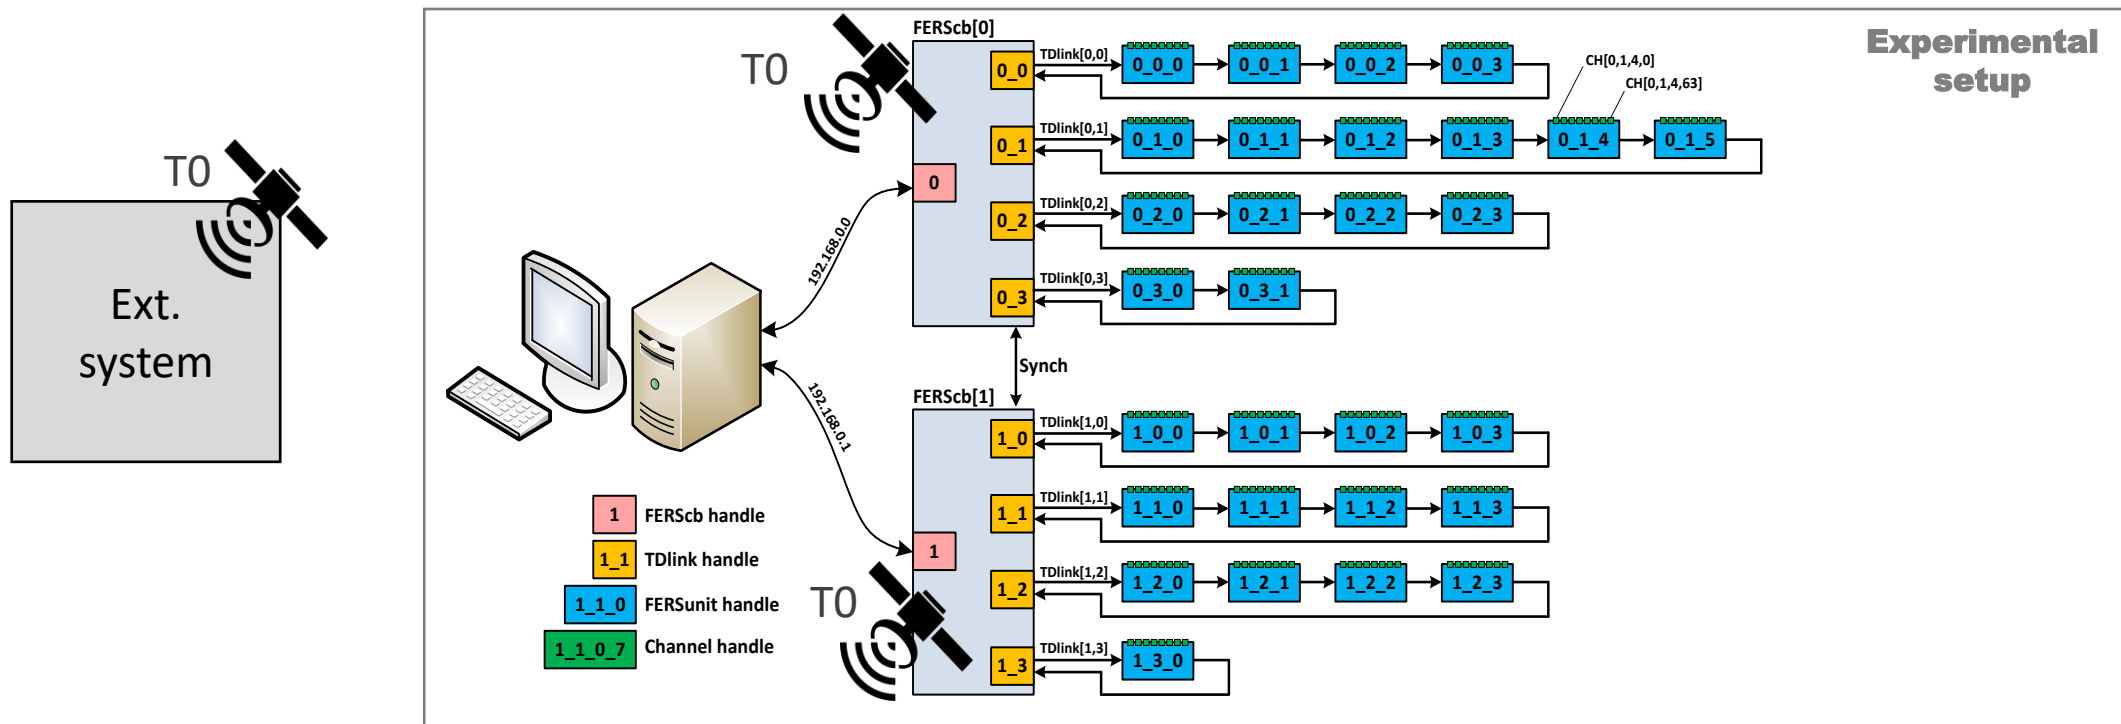 Experimental
setup
T0
Ext.
system
T0
FERScb[0]
0
192.168.0.0
0_0
TDlink[0,0]
0_0_0
0_0_1
0_0_2
0_0_3
CH[0,1,4,0]
CH[0,1,4,63]
0_1
TDlink[0,1]
0_1_0
0_1_1
0_1_2
0_1_3
0_1_4
0_1_5
0_2
TDlink[0,2]
0_2_0
0_2_1
0_2_2
0_2_3
0_3
TDlink[0,3]
0_3_0
0_3_1
Synch
FERScb[1]
192.168.0.1
1
T0
1_0
TDlink[1,0]
1_0_0
1_0_1
1_0_2
1_0_3
1_1
TDlink[1,1]
1_1_0
1_1_1
1_1_2
1_1_3
1_2
TDlink[1,2]
1_2_0
1_2_1
1_2_2
1_2_3
1_3
TDlink[1,3]
1_3_0
1 FERScb handle
1_1 TDlink handle
1_1_0 FERSunit handle
1_1_0_7 Channel handle